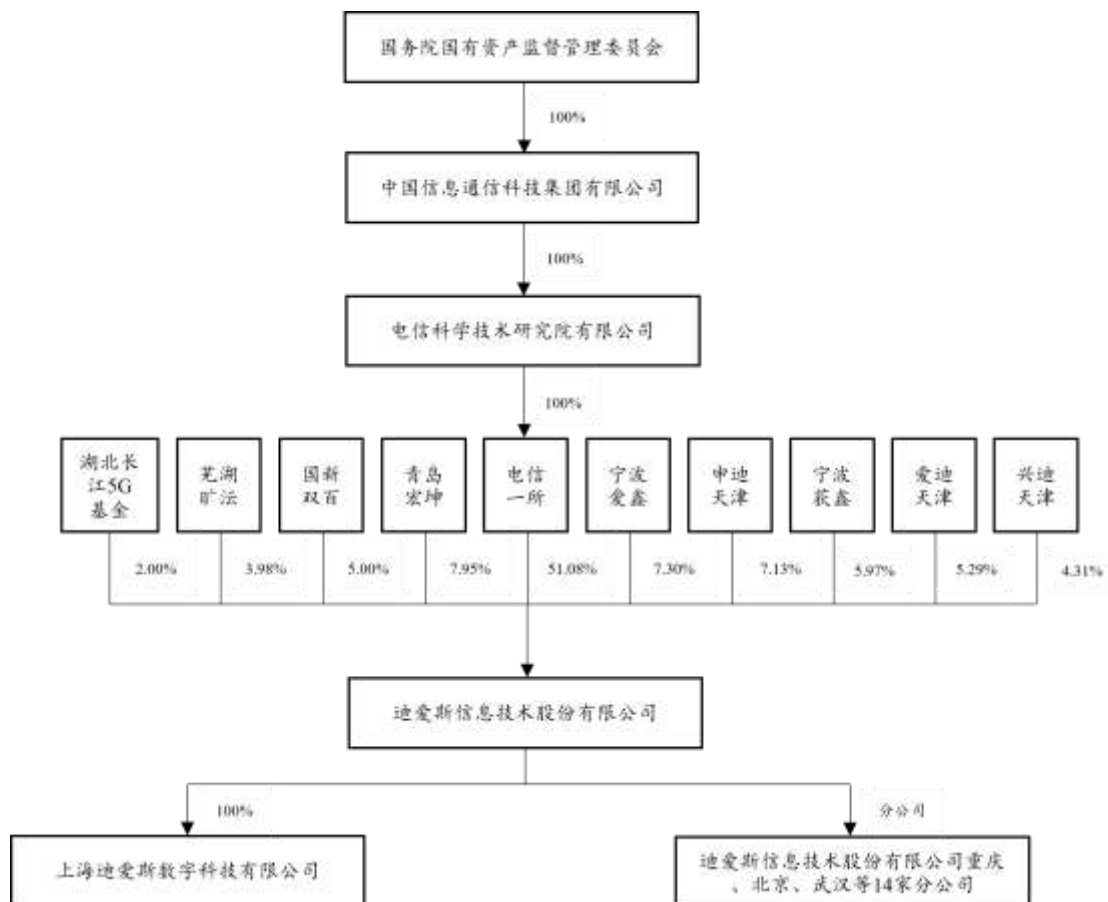 国务院国有资产监督管理委员会
100%
中国信息通信科技集团有限公司
100%
电信科学技术研究院有限公司
100%
湖北长
江5G
基金
芜湖
旷沄
国新
双百
青岛
宏坤
电信
一所
宁波
爱鑫
申迪
天津
宁波
荻鑫
爱迪
天津
兴迪
天津
2.00%
3.98%
5.00%
7.95%
51.08%
7.30%
7.13%
5.97%
5.29%
4.31%
迪爱斯信息技术股份有限公司
100%
分公司
上海迪爱斯数字科技有限公司
迪爱斯信息技术股份有限公司重庆
、北京、武汉等14家分公司